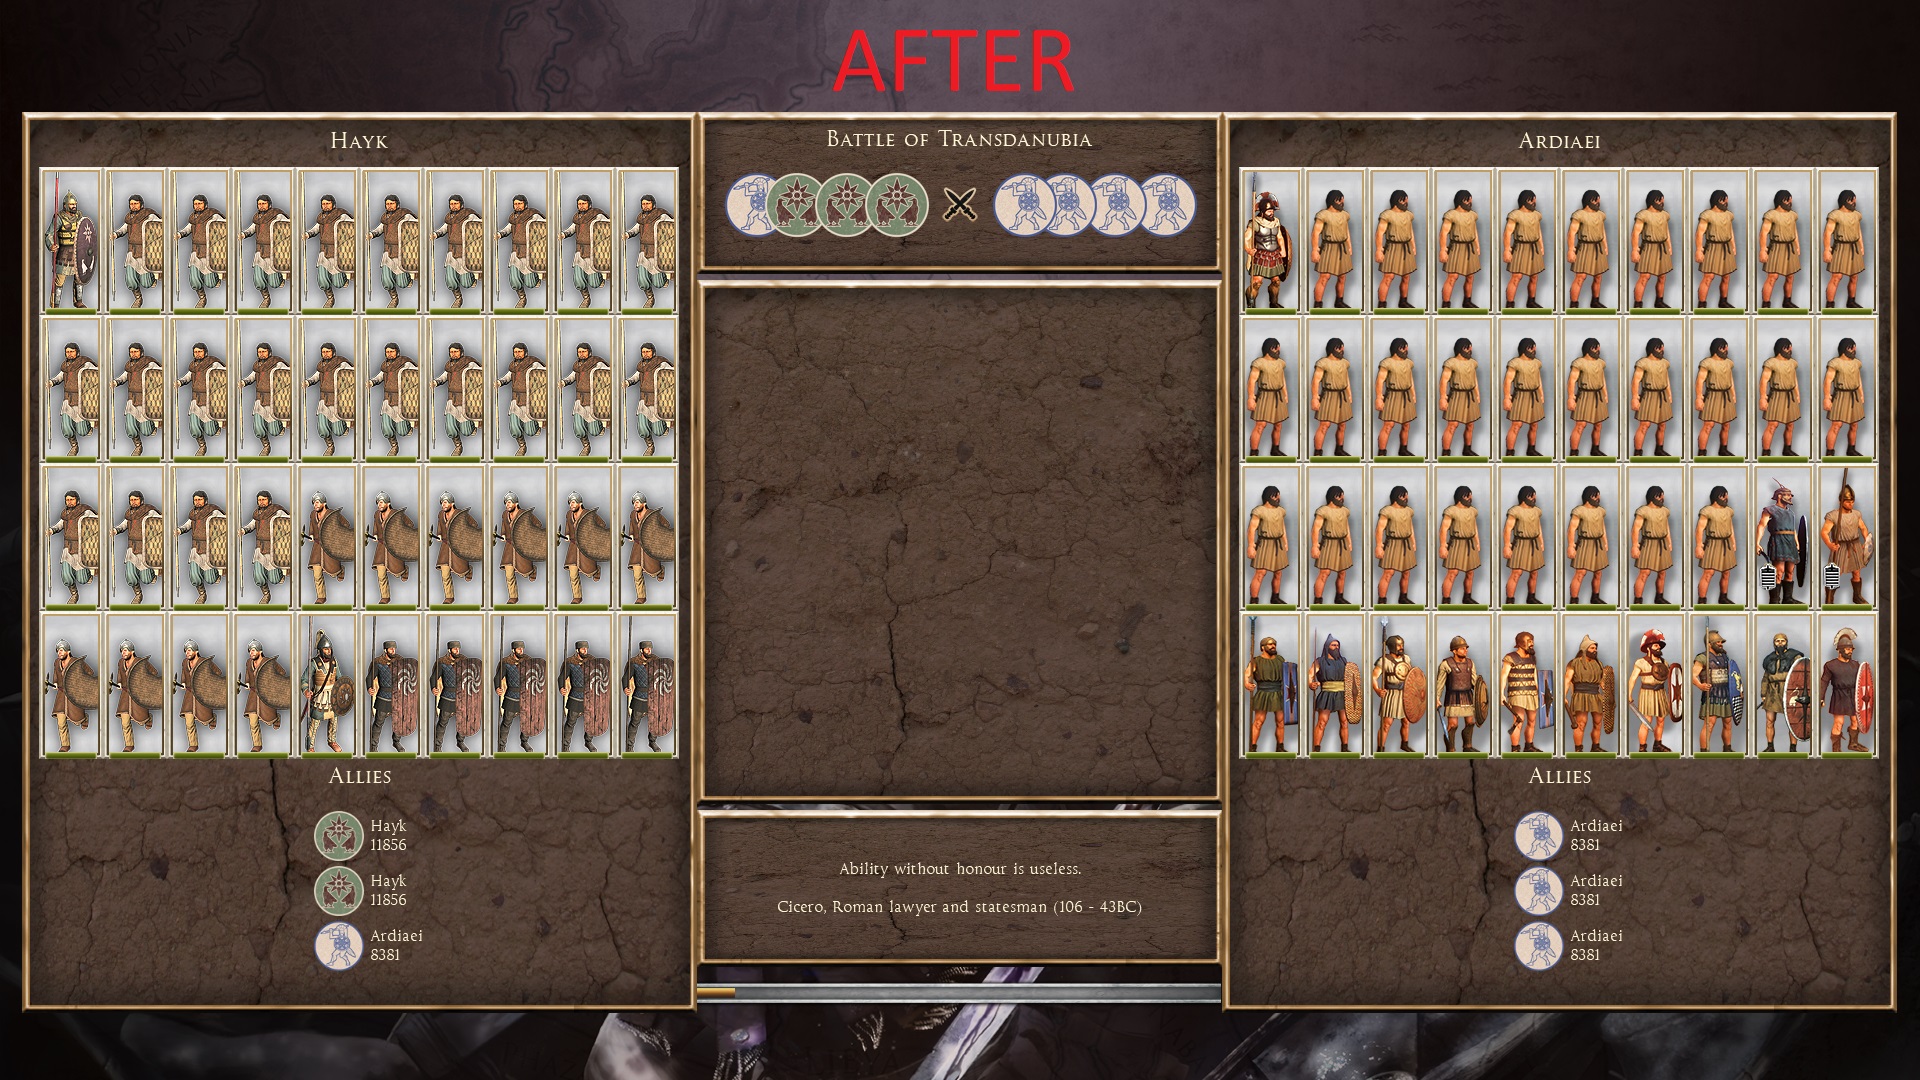 AFTER
Hayk
Battle of Transdanubia
Ardiaei
Allies
Hayk
11856
Hayk
11856
Ardiaei
8381
Allies
Ardiaei
8381
Ardiaei
8381
Ardiaei
8381
Ability without honour is useless.
Cicero, Roman lawyer and statesman (106 - 43BC)